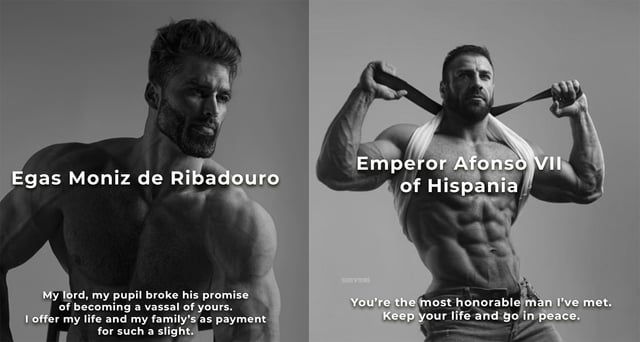 Egas Moniz de Ribadouro
My lord, my pupil broke his promise
of becoming a vassal of yours.
I offer my life and my family's as payment
for such a slight.
Emperor Afonso VII
of Hispania
You're the most honorable man I've met.
Keep your life and go in peace.